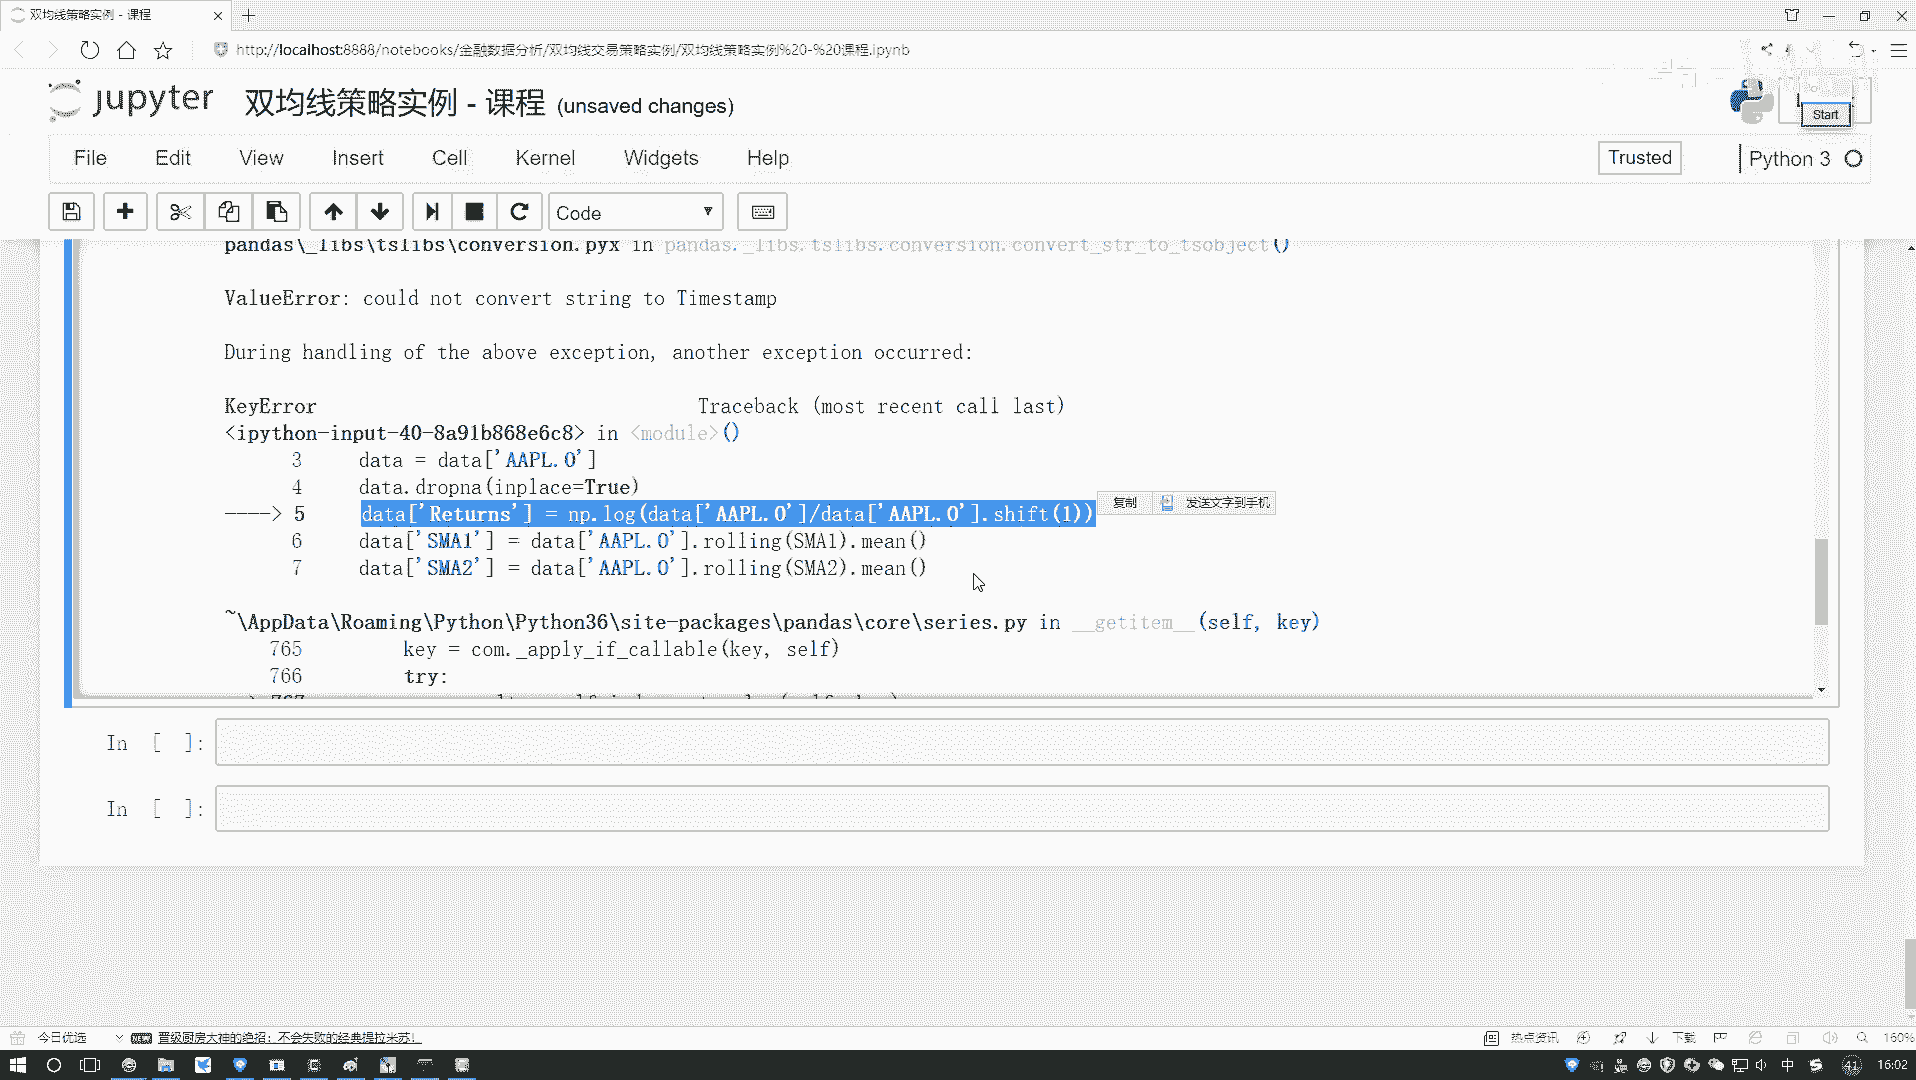 双均线策略实例 - 课程
http://localhost:8888/notebooks/金融数据分析/双均线交易策略实例/双均线策略实例%20-%20课程.ipynb
jupyter 双均线策略实例 - 课程 (unsaved changes)
Start
File Edit View Insert Cell Kernel Widgets Help
Trusted Python 3
Code
pandas\_libs\tslibs\conversion.pyx in pandas._libs.tslibs.conversion.convert_str_to_tsobject()
ValueError: could not convert string to Timestamp
During handling of the above exception, another exception occurred:
KeyError Traceback (most recent call last)
<ipython-input-40-8a91b868e6c8> in <module>()
3 data = data['AAPL.O']
4 data.dropna(inplace=True)
----> 5 data['Returns'] = np.log(data['AAPL.O']/data['AAPL.O'].shift(1))
复制 发送文字到手机
6 data['SMA1'] = data['AAPL.O'].rolling(SMA1).mean()
7 data['SMA2'] = data['AAPL.O'].rolling(SMA2).mean()
~\AppData\Roaming\Python\Python36\site-packages\pandas\core\series.py in __getitem__(self, key)
765 key = com._apply_if_callable(key, self)
766 try:
In [ ]:
In [ ]:
今日优选 晋级厨房大神的绝招：不会失败的经典提拉米苏！
热点资讯 下载 160%
中 41 16:02